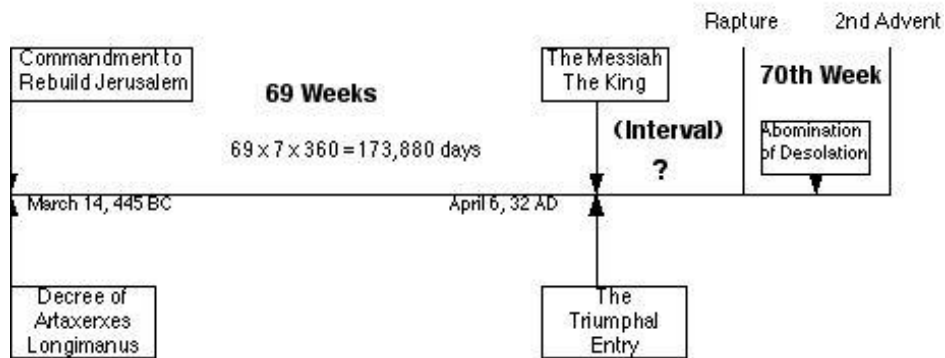 Rapture 2nd Advent
Commandment to
Rebuild Jerusalem
69 Weeks
69 x 7 x 360 = 173,880 days
The Messiah
The King
(Interval)
?
70th Week
Abomination
of Desolation
March 14, 445 BC
April 6, 32 AD
Decree of
Artaxerxes
Longimanus
The
Triumphal
Entry